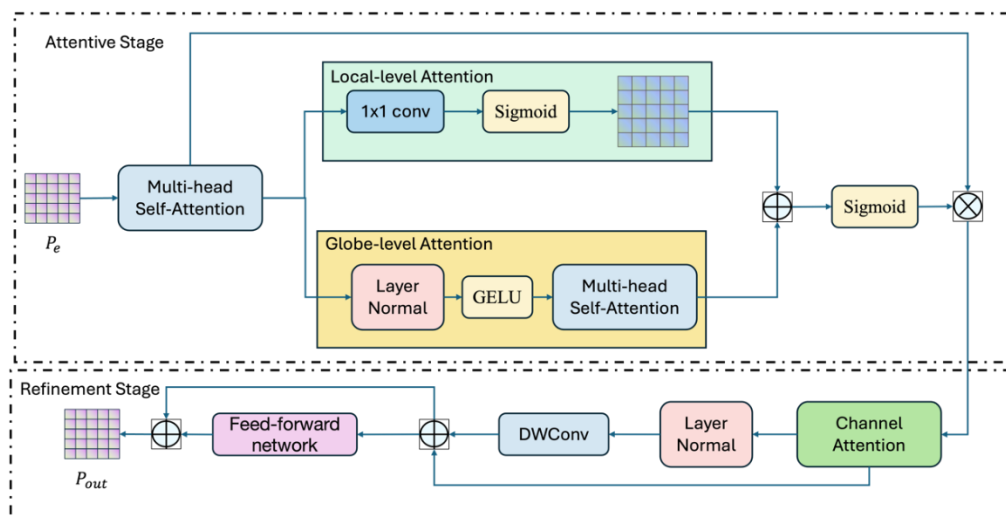 Attentive Stage
Local-level Attention
1x1 conv
Sigmoid
Multi-head
Self-Attention
P_e
Sigmoid
Globe-level Attention
Layer
Normal
GELU
Multi-head
Self-Attention
Refinement Stage
P_out
Feed-forward
network
DWConv
Layer
Normal
Channel
Attention